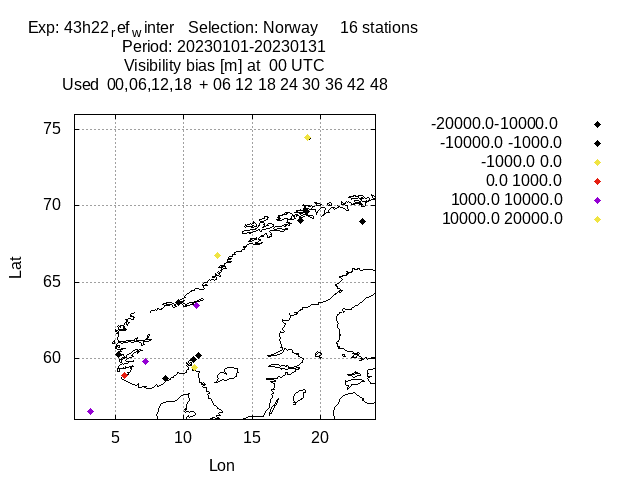 Exp: 43h22refwinter   Selection: Norway     16 stations
Period: 20230101-20230131
Visibility bias [m] at  00 UTC
Used  00,06,12,18  + 06 12 18 24 30 36 42 48
-20000.0-10000.0
-10000.0 -1000.0
-1000.0 0.0
0.0 1000.0
1000.0 10000.0
10000.0 20000.0
75
70
65
60
Lat
5 10 15 20
Lon